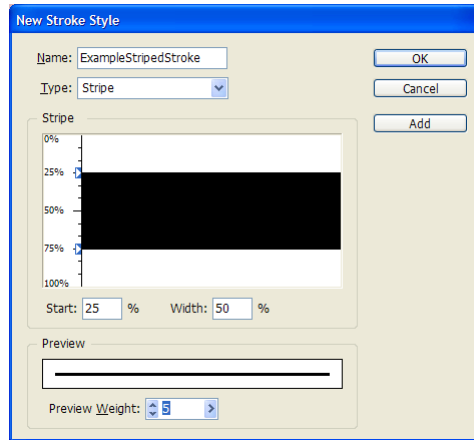 New Stroke Style
Name: ExampleStripedStroke
OK
Type: Stripe
Cancel
Stripe
Add
0%
25%
50%
75%
100%
Start: 25 % Width: 50 %
Preview
Preview Weight: 5